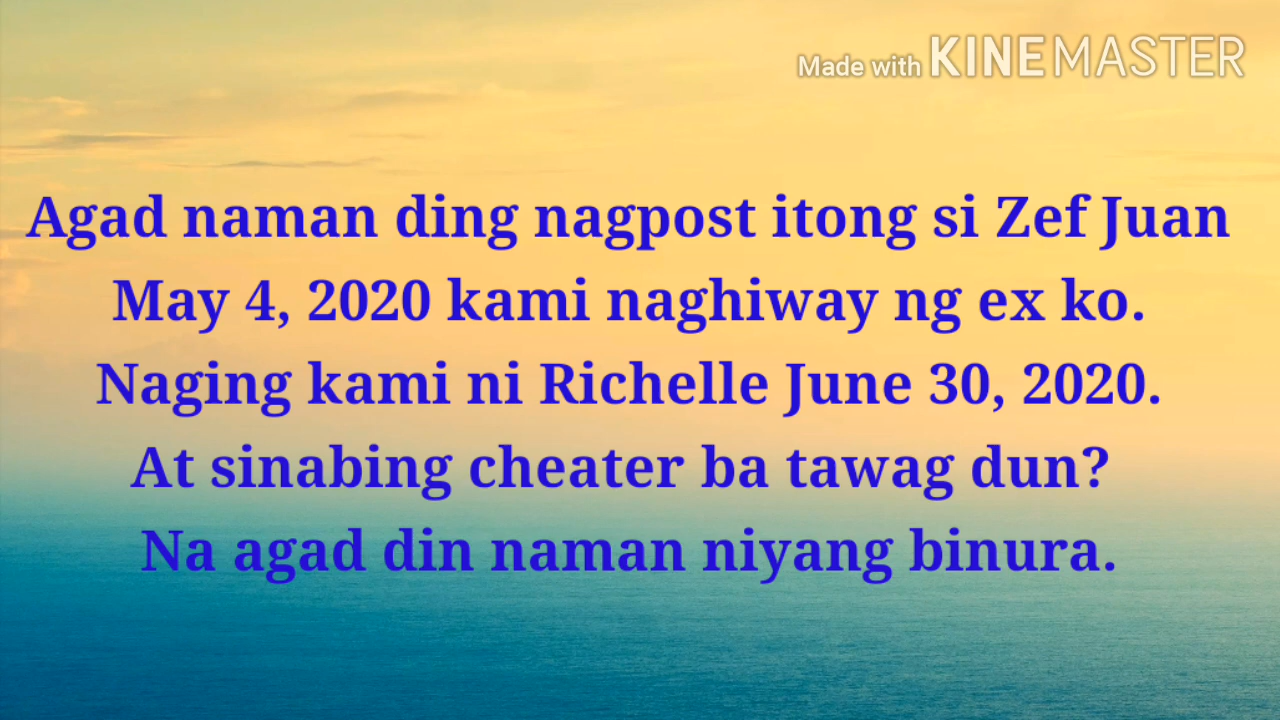 Made with KINEMASTER
Agad naman ding nagpost itong si Zef Juan
May 4, 2020 kami naghiway ng ex ko.
Naging kami ni Richelle June 30, 2020.
At sinabing cheater ba tawag dun?
Na agad din naman niyang binura.